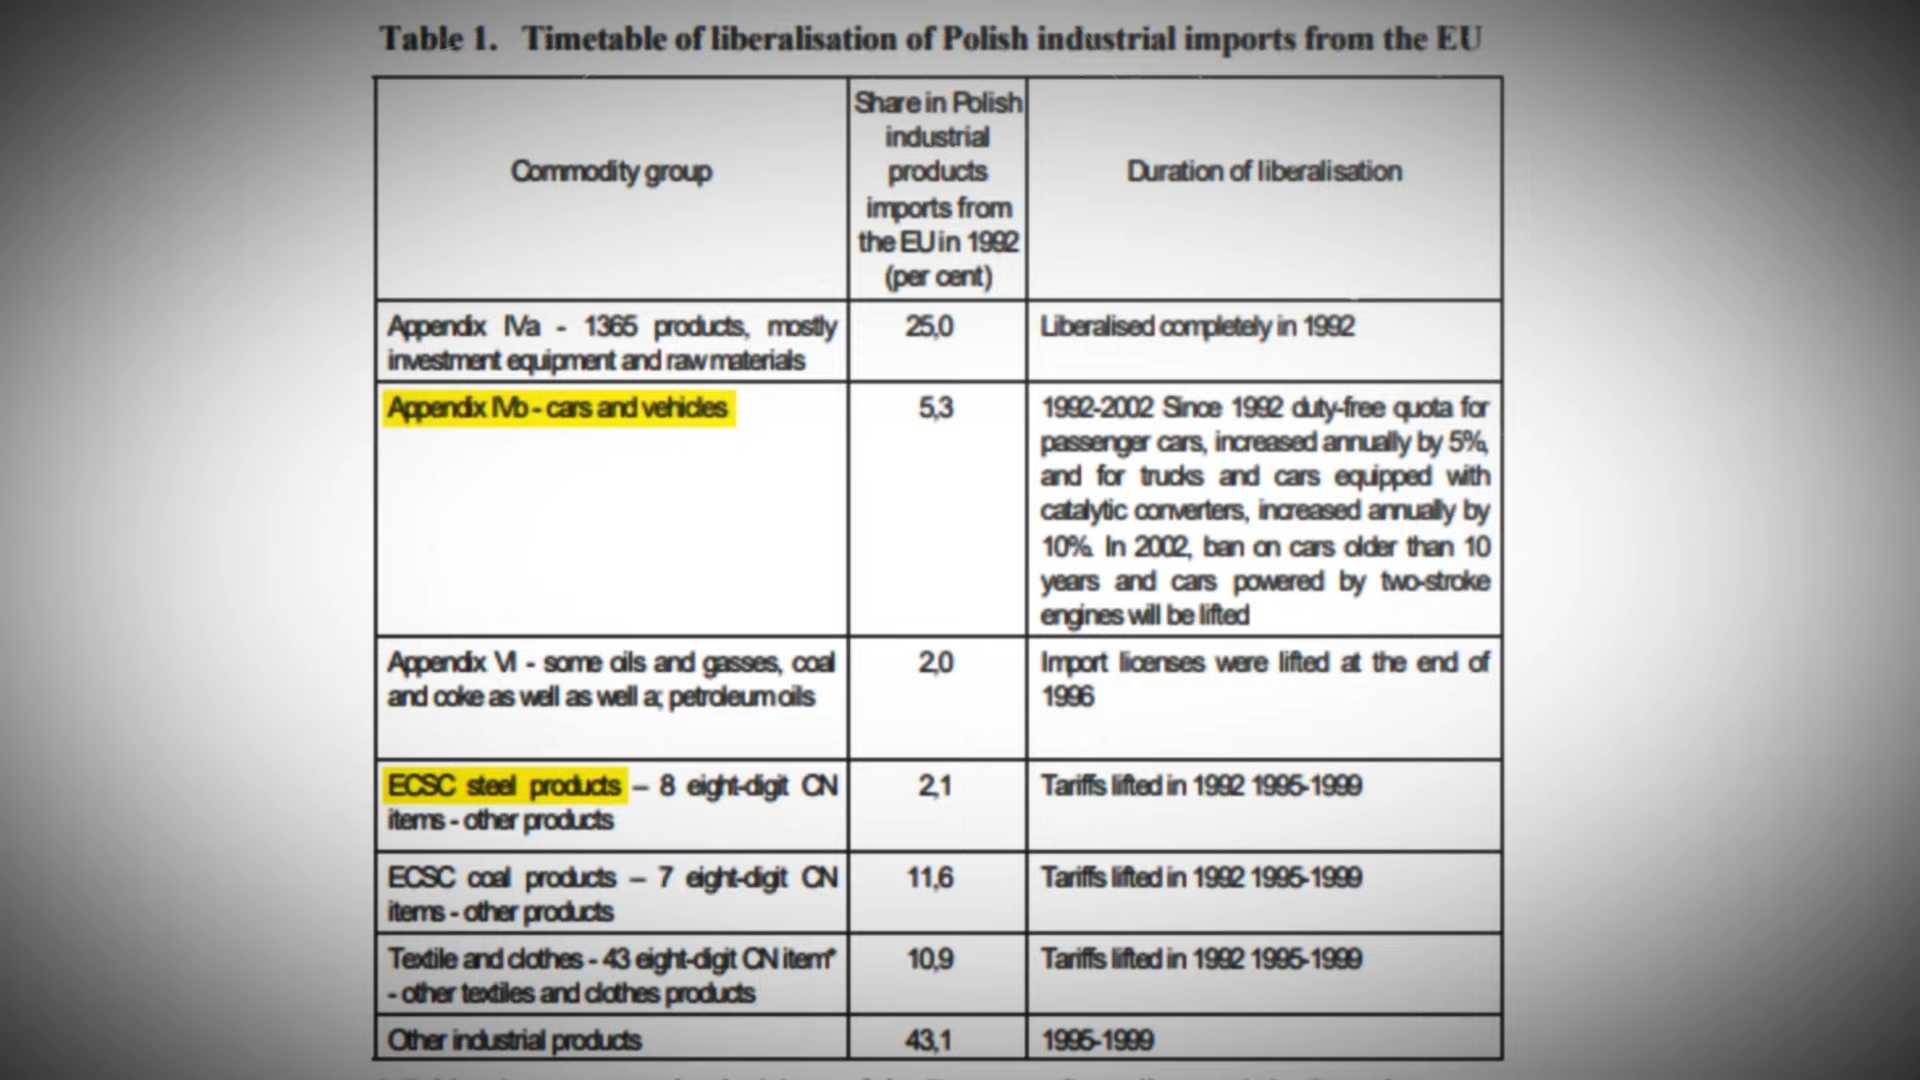 Table 1. Timetable of liberalisation of Polish industrial imports from the EU
Commodity group
Share in Polish
industrial
products
imports from
the EU in 1992
(per cent)
Duration of liberalisation
Appendix IVa - 1365 products, mostly
investment equipment and raw materials
25,0
Liberalised completely in 1992
Appendix IVb - cars and vehicles
5,3
1992-2002 Since 1992 duty-free quota for
passenger cars, increased annually by 5%,
and for trucks and cars equipped with
catalytic converters, increased annually by
10%. In 2002, ban on cars older than 10
years and cars powered by two-stroke
engines will be lifted
Appendix VI - some oils and gasses, coal
and coke as well as well a; petroleum oils
2,0
Import licenses were lifted at the end of
1996
ECSC steel products – 8 eight-digit CN
items - other products
2,1
Tariffs lifted in 1992 1995-1999
ECSC coal products – 7 eight-digit CN
items - other products
11,6
Tariffs lifted in 1992 1995-1999
Textile and clothes - 43 eight-digit CN item*
- other textiles and clothes products
10,9
Tariffs lifted in 1992 1995-1999
Other industrial products
43,1
1995-1999